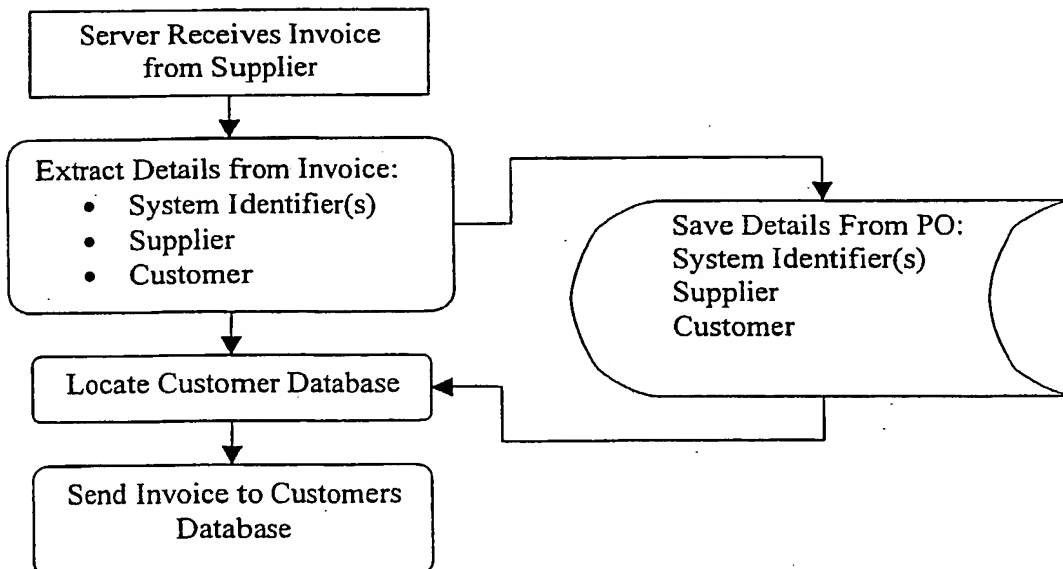 Server Receives Invoice
from Supplier
Extract Details from Invoice:
• System Identifier(s)
• Supplier
• Customer
Save Details From PO:
System Identifier(s)
Supplier
Customer
Locate Customer Database
Send Invoice to Customers
Database